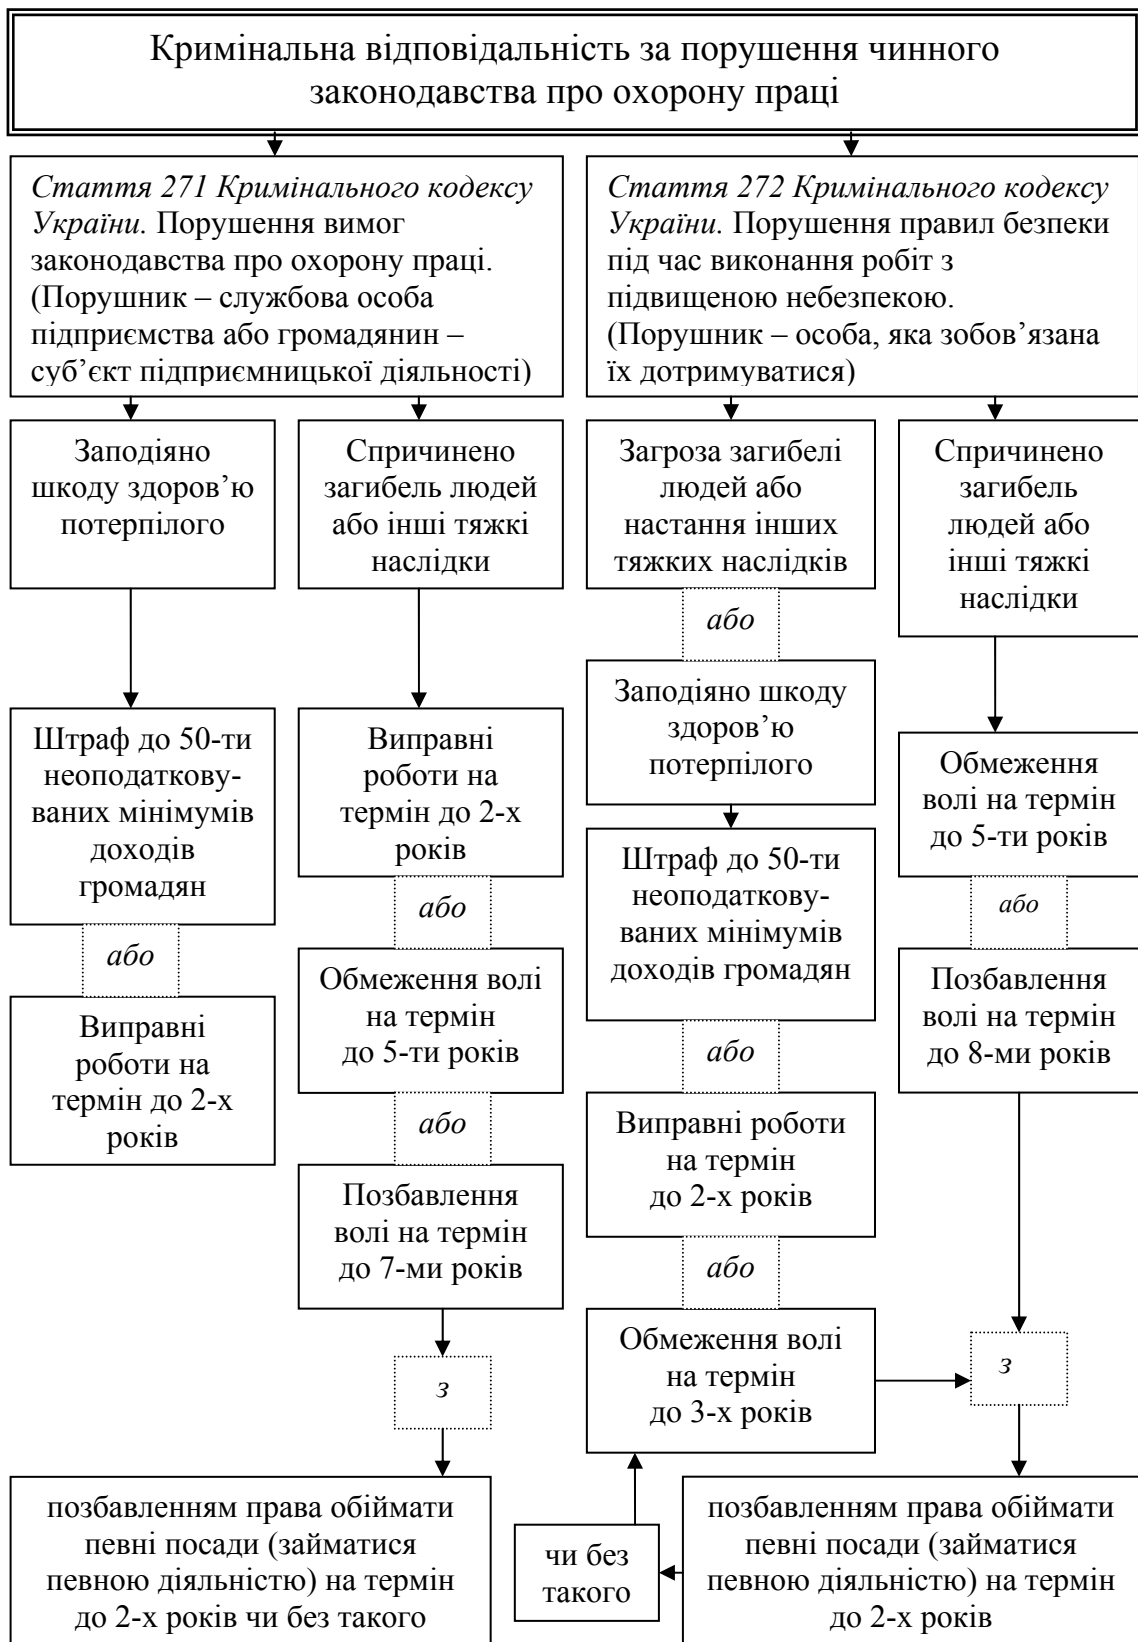 Кримінальна відповідальність за порушення чинного
законодавства про охорону праці
Стаття 271 Кримінального кодексу
України. Порушення вимог
законодавства про охорону праці.
(Порушник – службова особа
підприємства або громадянин –
суб’єкт підприємницької діяльності)
Стаття 272 Кримінального кодексу
України. Порушення правил безпеки
під час виконання робіт з
підвищеною небезпекою.
(Порушник – особа, яка зобов’язана
їх дотримуватися)
Заподіяно
шкоду здоров’ю
потерпілого
Штраф до 50-ти
неоподаткову-
ваних мінімумів
доходів
громадян
або
Виправні
роботи на
термін до 2-х
років
Спричинено
загибель людей
або інші тяжкі
наслідки
Виправні
роботи на
термін до 2-х
років
або
Обмеження волі
на термін
до 5-ти років
або
Позбавлення
волі на термін
до 7-ми років
з
позбавленням права обіймати
певні посади (займатися
певною діяльністю) на термін
до 2-х років чи без такого
Загроза загибелі
людей або
настання інших
тяжких наслідків
або
Заподіяно шкоду
здоров’ю
потерпілого
Штраф до 50-ти
неоподаткову-
ваних мінімумів
доходів громадян
або
Виправні роботи
на термін
до 2-х років
або
Обмеження волі
на термін
до 3-х років
Спричинено
загибель
людей або
інші тяжкі
наслідки
Обмеження
волі на термін
до 5-ти років
або
Позбавлення
волі на термін
до 8-ми років
з
позбавленням права обіймати
певні посади (займатися
певною діяльністю) на термін
до 2-х років
чи без
такого